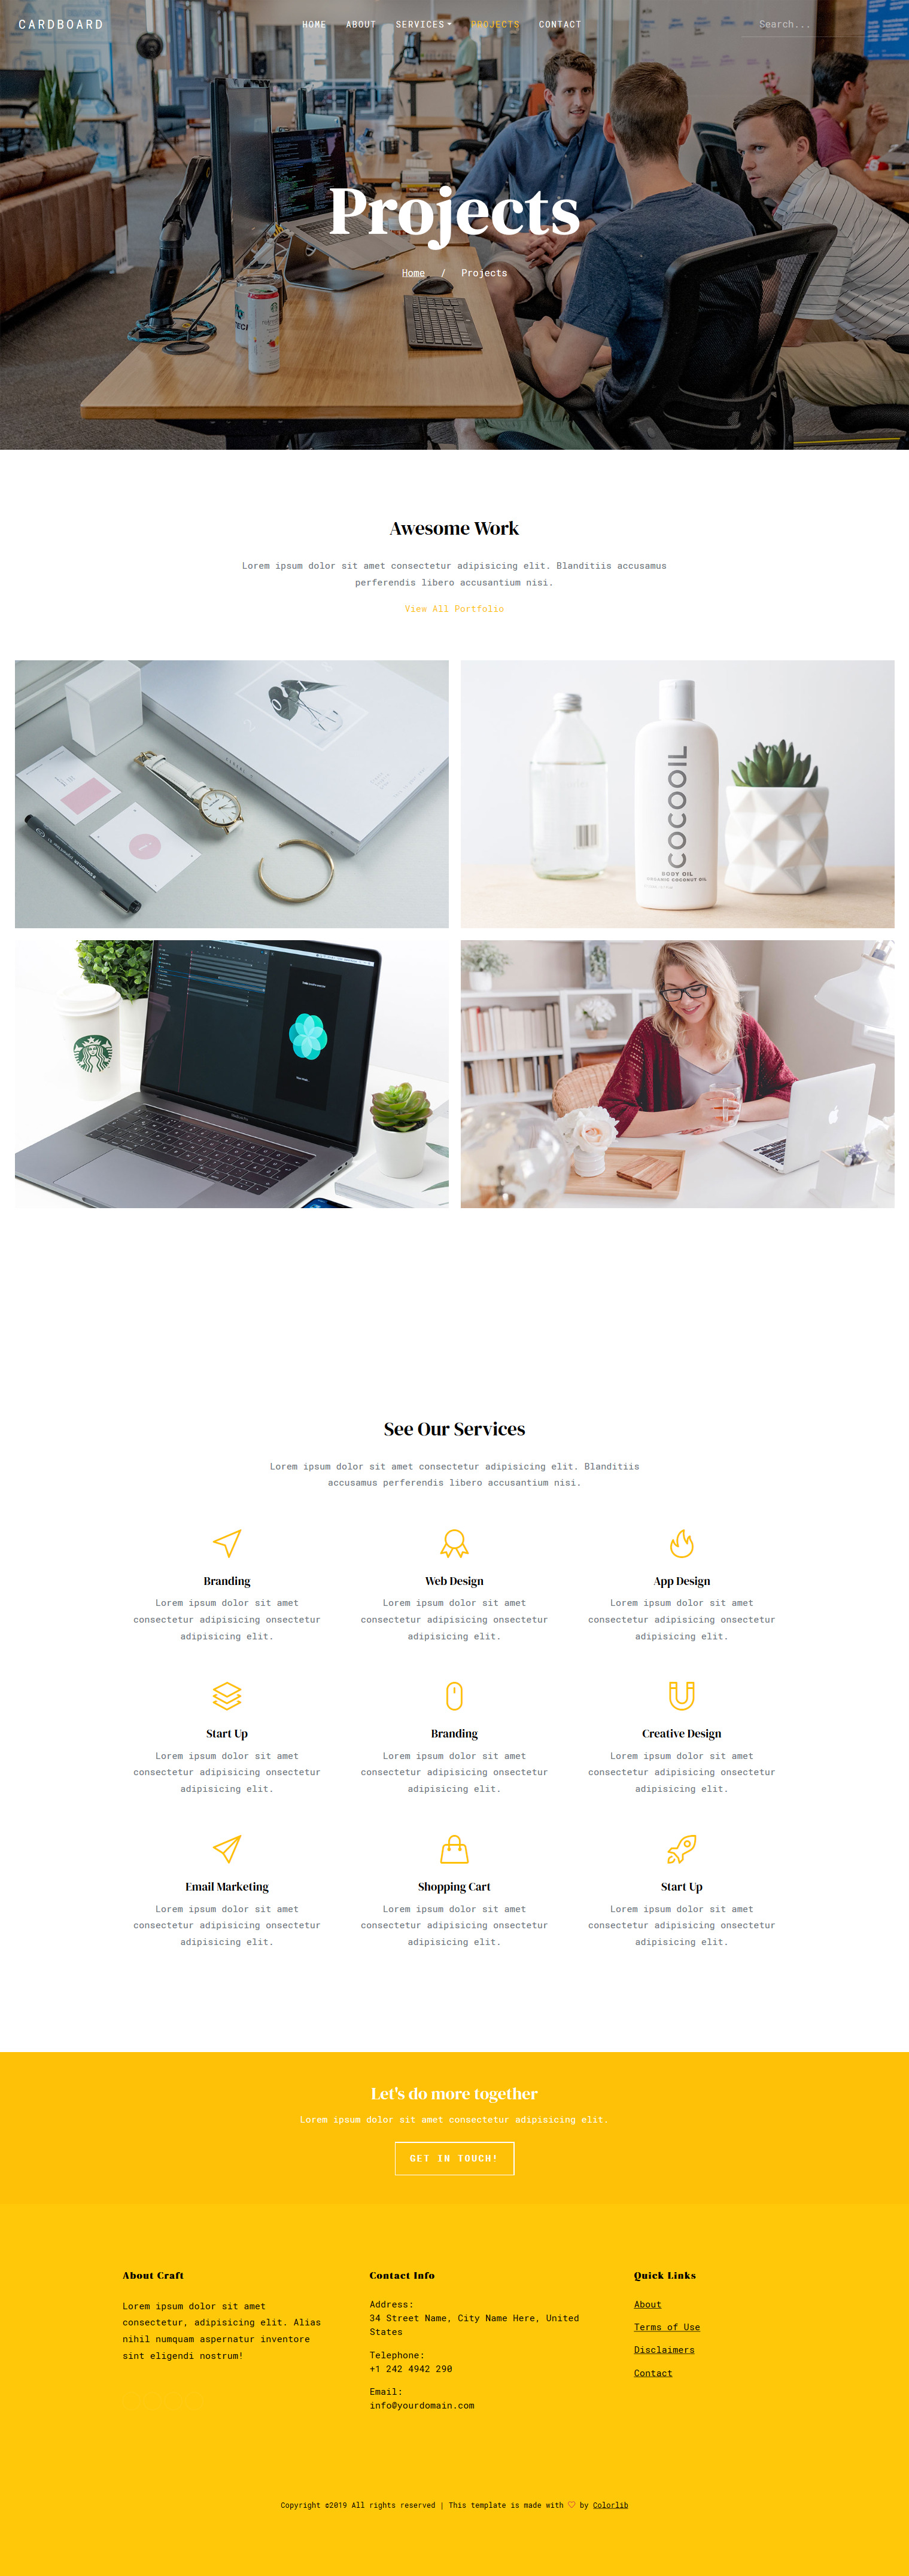 CARDBOARD
HOME ABOUT SERVICES PROJECTS CONTACT
Search...
Projects
Home / Projects
Awesome Work
Lorem ipsum dolor sit amet consectetur adipisicing elit. Blanditiis accusamus
perferendis libero accusantium nisi.
View All Portfolio
COCOOIL
BODY OIL
ORGANIC COCONUT OIL
See Our Services
Lorem ipsum dolor sit amet consectetur adipisicing elit. Blanditiis
accusamus perferendis libero accusantium nisi.
Branding
Lorem ipsum dolor sit amet
consectetur adipisicing onsectetur
adipisicing elit.
Web Design
Lorem ipsum dolor sit amet
consectetur adipisicing onsectetur
adipisicing elit.
App Design
Lorem ipsum dolor sit amet
consectetur adipisicing onsectetur
adipisicing elit.
Start Up
Lorem ipsum dolor sit amet
consectetur adipisicing onsectetur
adipisicing elit.
Branding
Lorem ipsum dolor sit amet
consectetur adipisicing onsectetur
adipisicing elit.
Creative Design
Lorem ipsum dolor sit amet
consectetur adipisicing onsectetur
adipisicing elit.
Email Marketing
Lorem ipsum dolor sit amet
consectetur adipisicing onsectetur
adipisicing elit.
Shopping Cart
Lorem ipsum dolor sit amet
consectetur adipisicing onsectetur
adipisicing elit.
Start Up
Lorem ipsum dolor sit amet
consectetur adipisicing onsectetur
adipisicing elit.
Let's do more together
Lorem ipsum dolor sit amet consectetur adipisicing elit.
GET IN TOUCH!
About Craft
Lorem ipsum dolor sit amet
consectetur, adipisicing elit. Alias
nihil numquam aspernatur inventore
sint eligendi nostrum!
Contact Info
Address:
34 Street Name, City Name Here, United
States
Telephone:
+1 242 4942 290
Email:
info@yourdomain.com
Quick Links
About
Terms of Use
Disclaimers
Contact
Copyright ©2019 All rights reserved | This template is made with ♡ by Colorlib